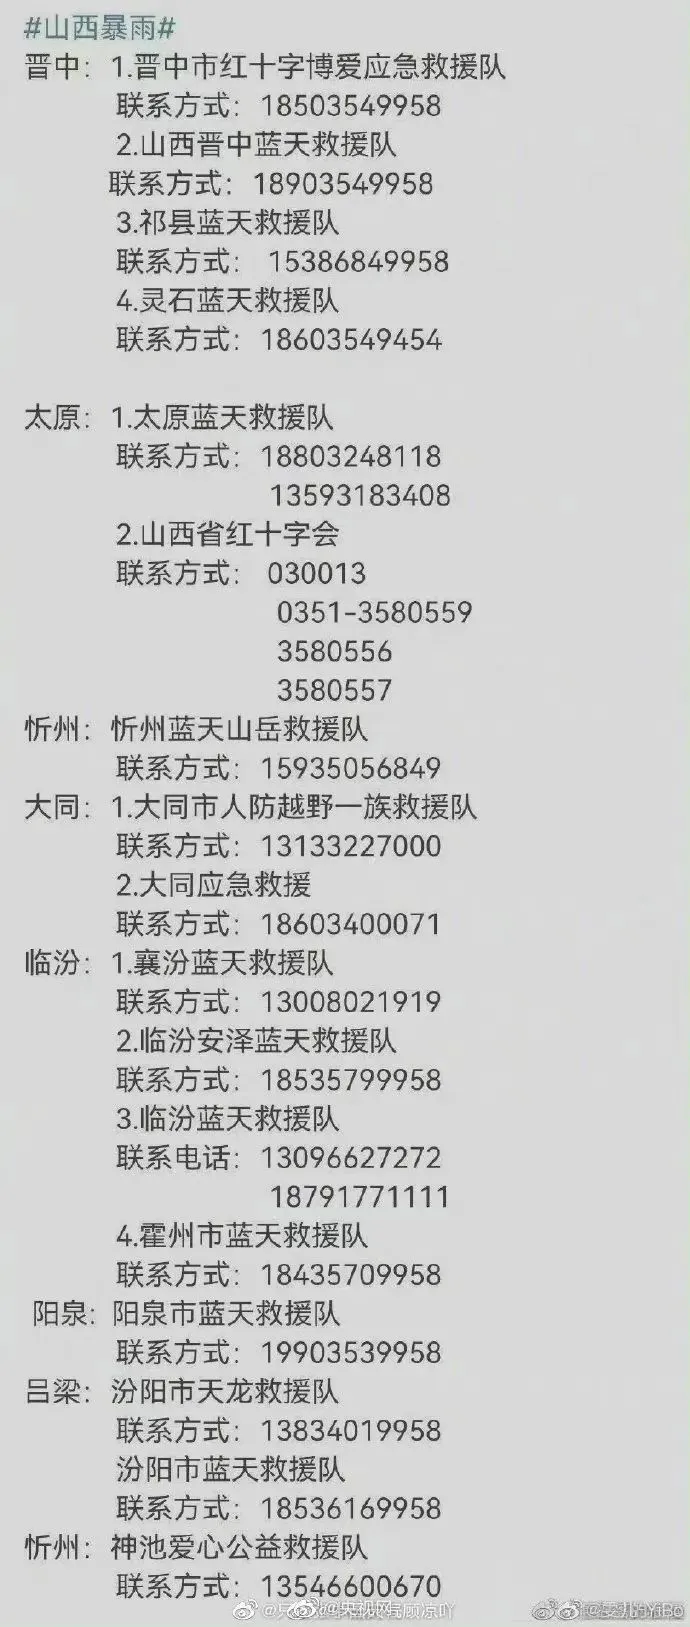 #山西暴雨#
晋中：1.晋中市红十字博爱应急救援队
联系方式：18503549958
2.山西晋中蓝天救援队
联系方式：18903549958
3.祁县蓝天救援队
联系方式：15386849958
4.灵石蓝天救援队
联系方式：18603549454
太原：1.太原蓝天救援队
联系方式：18803248118
13593183408
2.山西省红十字会
联系方式：030013
0351-3580559
3580556
3580557
忻州：忻州蓝天山岳救援队
联系方式：15935056849
大同：1.大同市人防越野一族救援队
联系方式：13133227000
2.大同应急救援
联系方式：18603400071
临汾：1.襄汾蓝天救援队
联系方式：13008021919
2.临汾安泽蓝天救援队
联系方式：18535799958
3.临汾蓝天救援队
联系电话：13096627272
18791771111
4.霍州市蓝天救援队
联系方式：18435709958
阳泉：阳泉市蓝天救援队
联系方式：19903539958
吕梁：汾阳市天龙救援队
联系方式：13834019958
汾阳市蓝天救援队
联系方式：18536169958
忻州：神池爱心公益救援队
联系方式：13546600670
@央视网